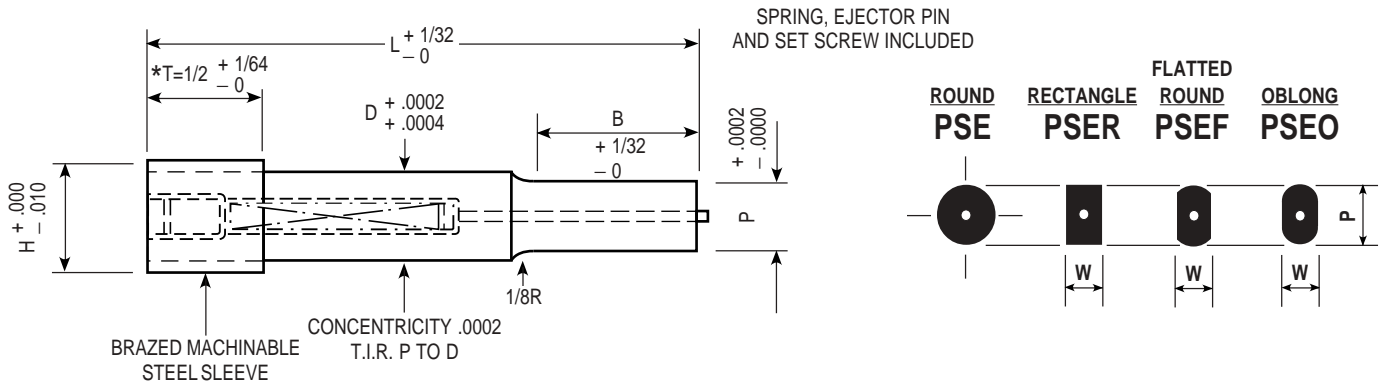 SPRING, EJECTOR PIN
AND SET SCREW INCLUDED
L + 1/32
– 0
*T=1/2 + 1/64
– 0
D + .0002
+ .0004
B
+ 1/32
– 0
+ .0002
– .0000
P
H + .000
– .010
1/8R
CONCENTRICITY .0002
T.I.R. P TO D
BRAZED MACHINABLE
STEEL SLEEVE
ROUND
PSE
RECTANGLE
PSER
FLATTED
ROUND
PSEF
OBLONG
PSEO
P
W
W
W